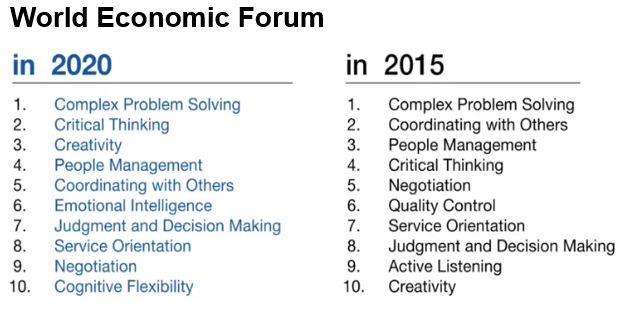 World Economic Forum
in 2020
1. Complex Problem Solving
2. Critical Thinking
3. Creativity
4. People Management
5. Coordinating with Others
6. Emotional Intelligence
7. Judgment and Decision Making
8. Service Orientation
9. Negotiation
10. Cognitive Flexibility
in 2015
1. Complex Problem Solving
2. Coordinating with Others
3. People Management
4. Critical Thinking
5. Negotiation
6. Quality Control
7. Service Orientation
8. Judgment and Decision Making
9. Active Listening
10. Creativity